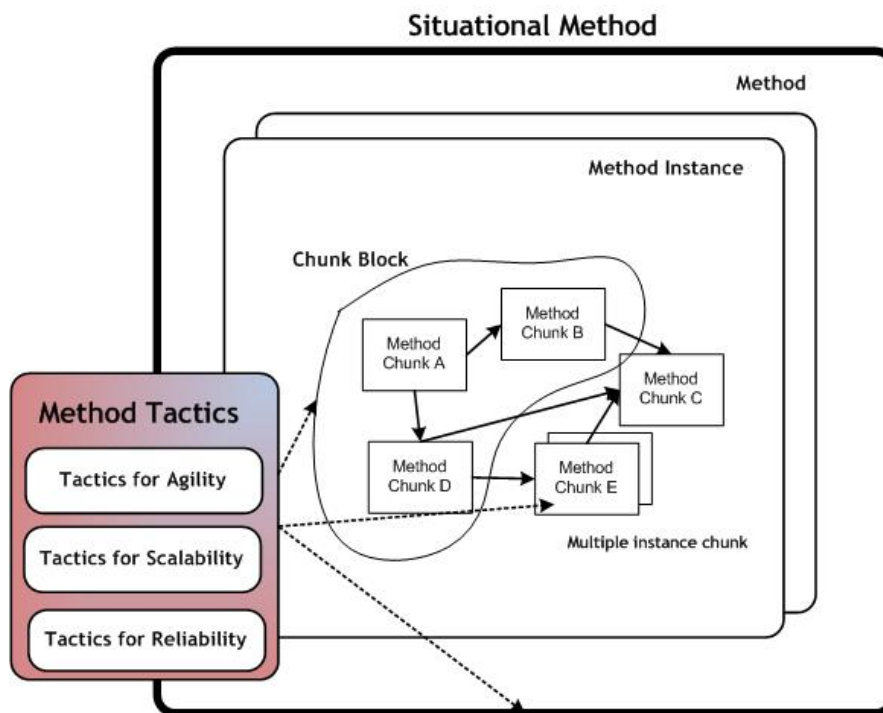 Situational Method
Method
Method Instance
Chunk Block
Method
Chunk A
Method
Chunk B
Method
Chunk C
Method
Chunk D
Method
Chunk E
Multiple instance chunk
Method Tactics
Tactics for Agility
Tactics for Scalability
Tactics for Reliability